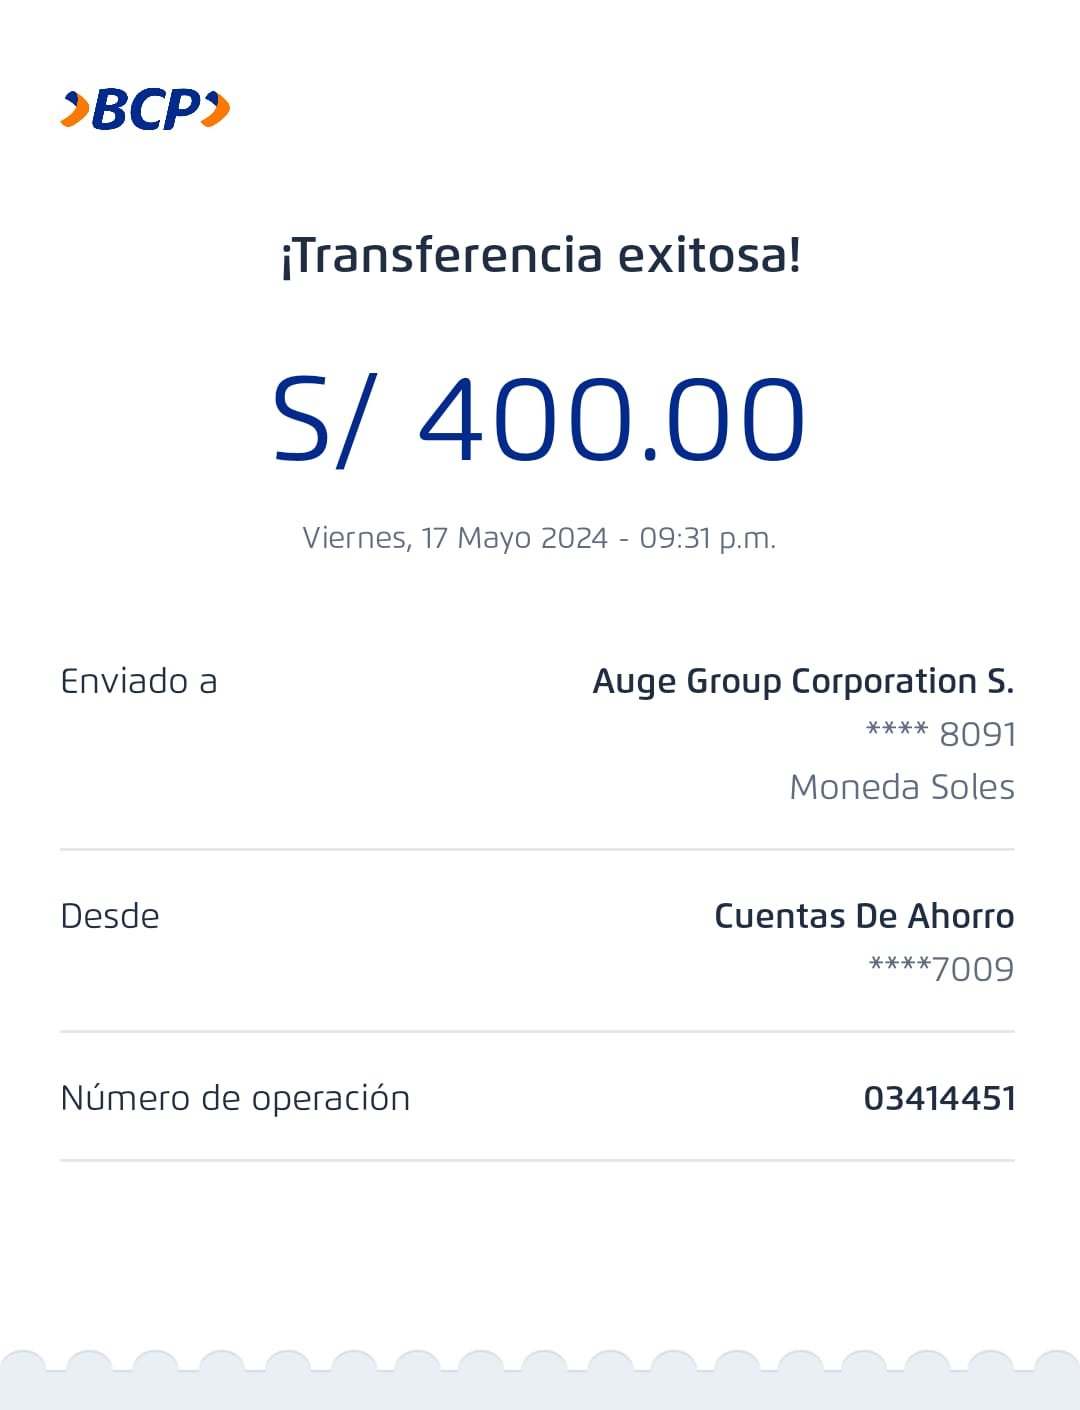 BCP
¡Transferencia exitosa!
S/ 400.00
Viernes, 17 Mayo 2024 - 09:31 p.m.
Enviado a
Auge Group Corporation S.
**** 8091
Moneda Soles
Desde
Cuentas De Ahorro
****7009
Número de operación
03414451